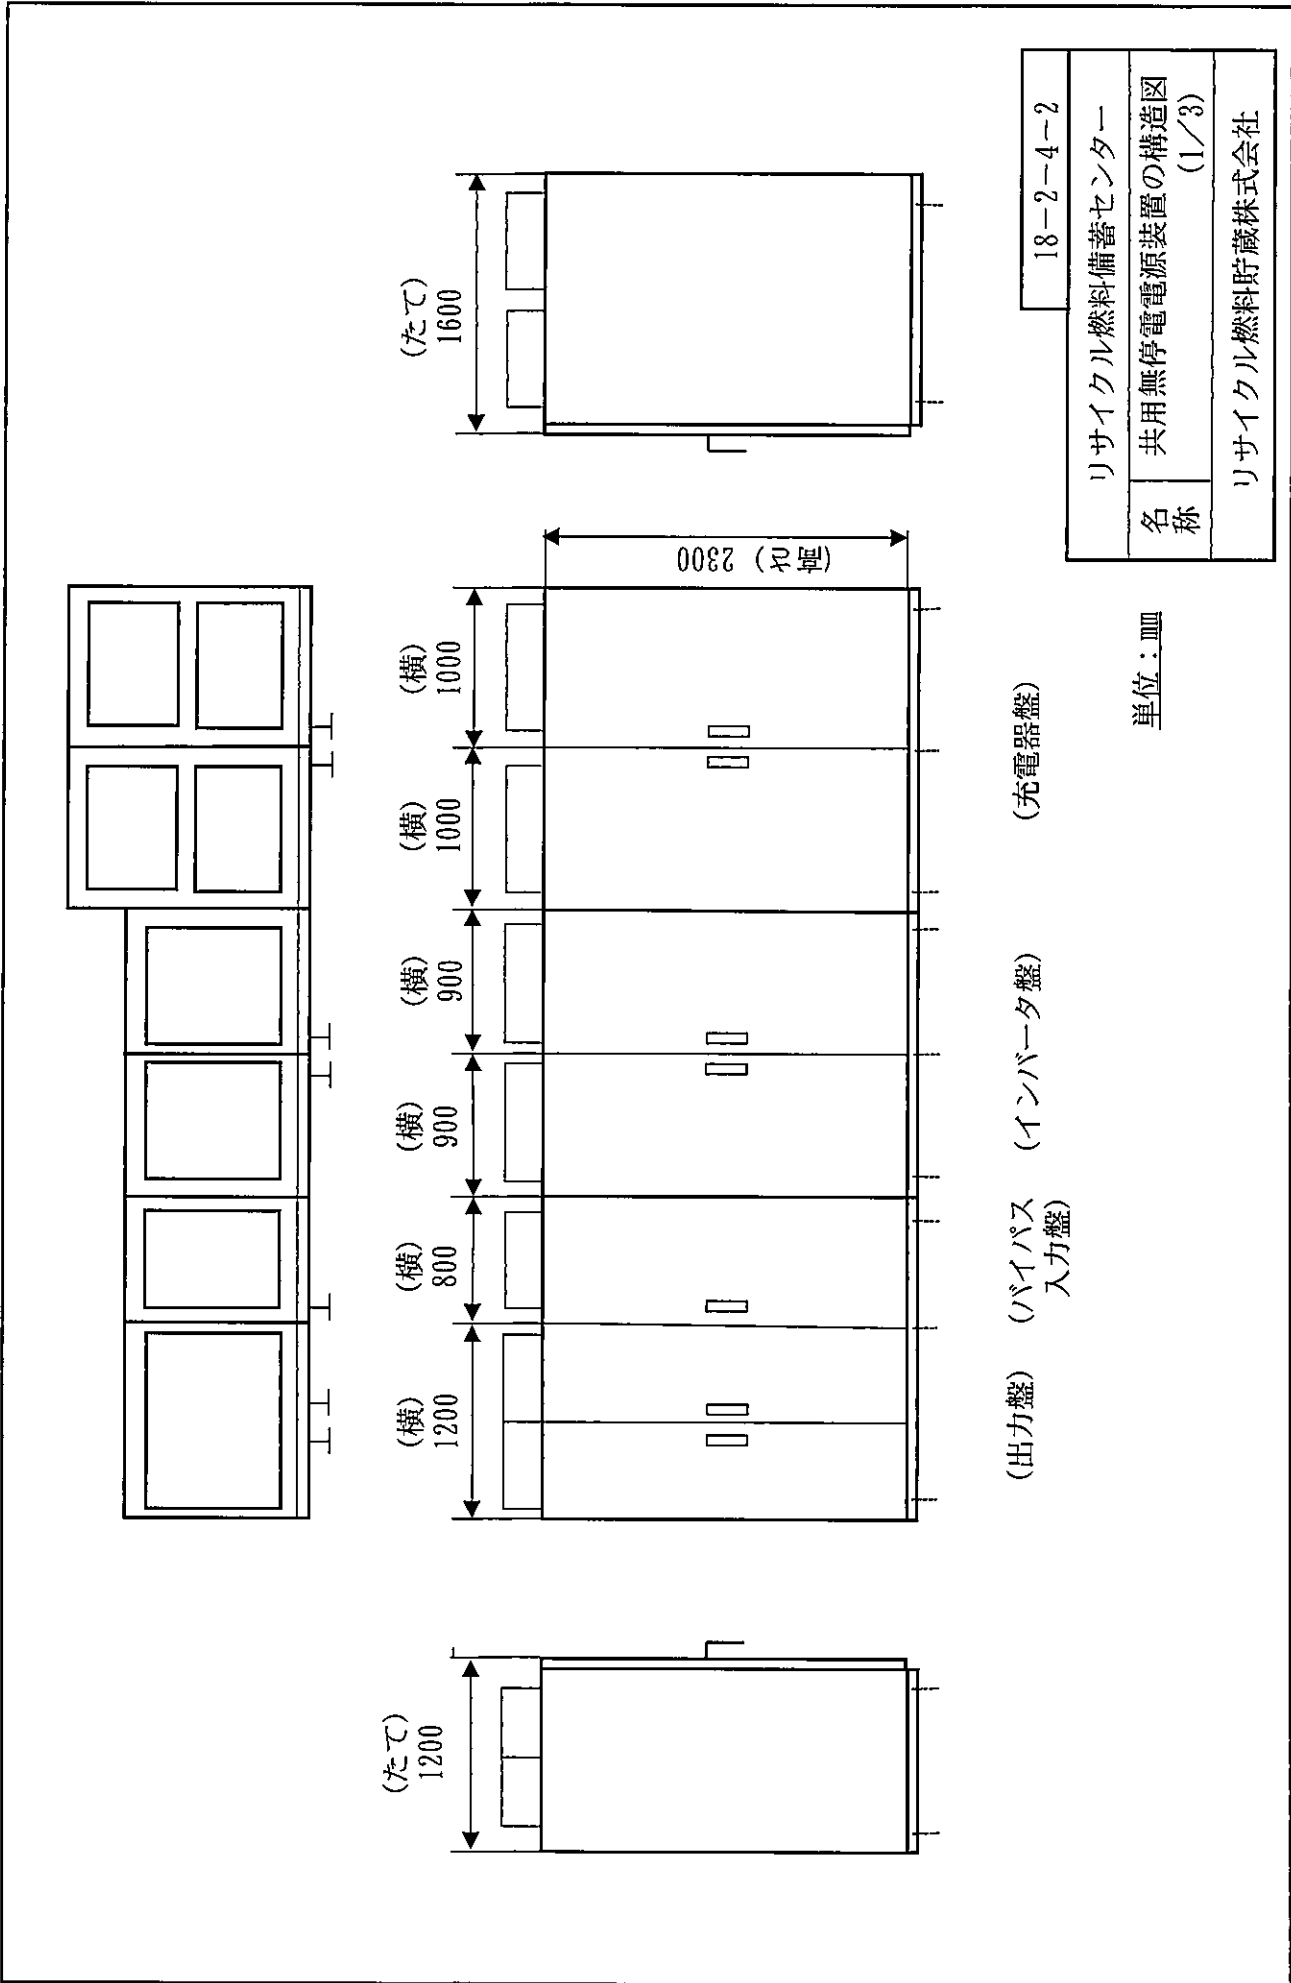 (たて)
1200
(横)
1200
(横)
800
(横)
900
(横)
900
(横)
1000
(横)
1000
(たて)
1600
(高さ) 2300
(出力盤)
(バイパス
入力盤)
(インバータ盤)
(充電器盤)
単位:mm
18-2-4-2
リサイクル燃料備蓄センター
名
称
共用無停電電源装置の構造図
(1/3)
リサイクル燃料貯蔵株式会社